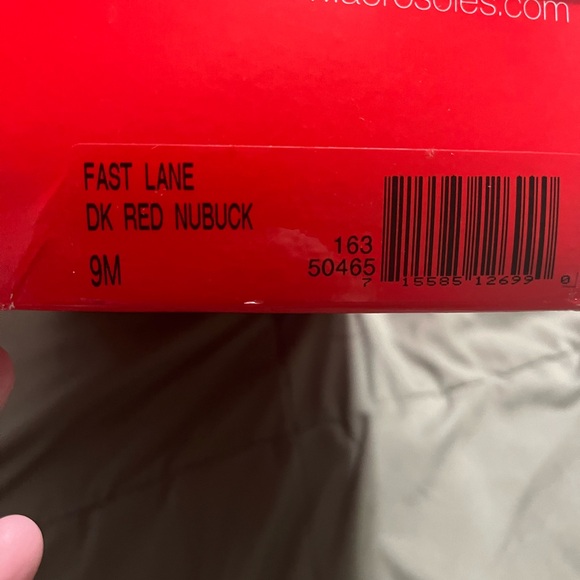 FAST LANE
DK RED NUBUCK
9M
163
50465
7 15585 12699 0